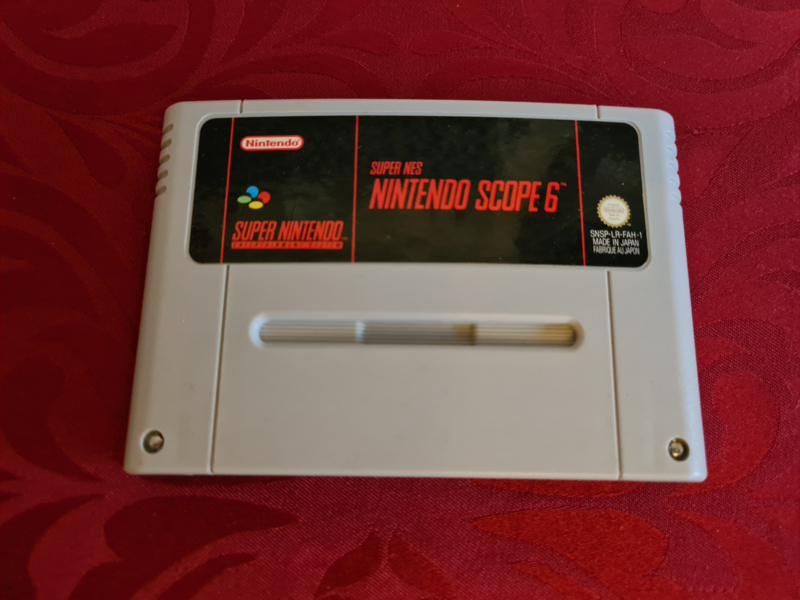 Nintendo
SUPER NINTENDO
ENTERTAINMENT SYSTEM
SUPER NES
NINTENDO SCOPE 6™
SNSP-LR-FAH-1
MADE IN JAPAN
FABRIQUE AU JAPON